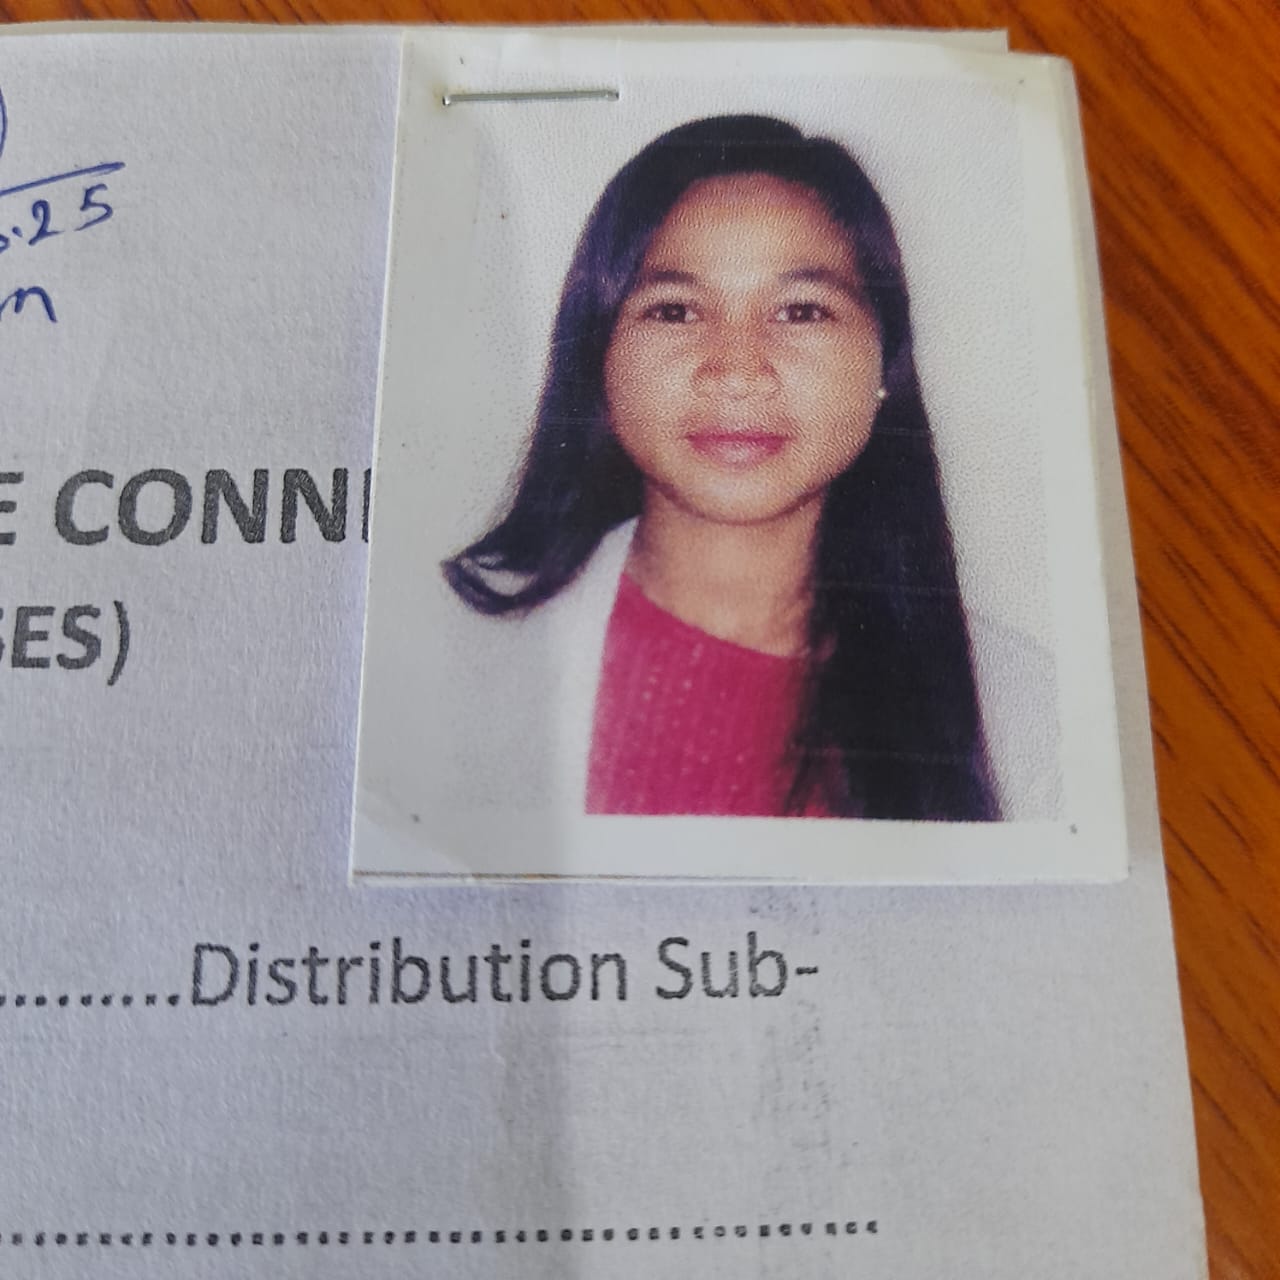 .25
m
E CONN
SES)
..........Distribution Sub-